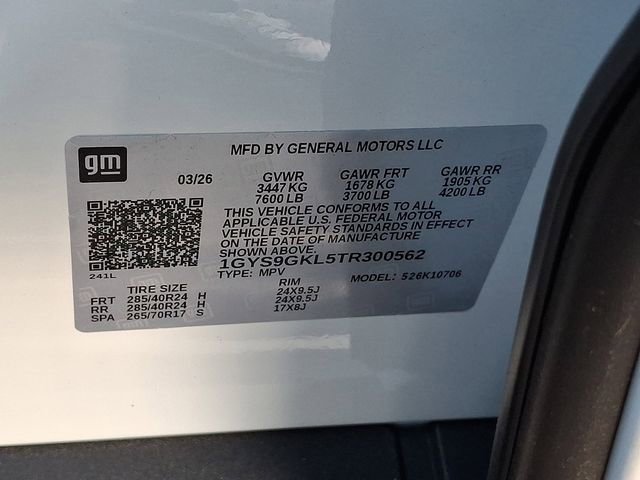 gm
MFD BY GENERAL MOTORS LLC
03/26
GVWR GAWR FRT GAWR RR
3447 KG 1678 KG 1905 KG
7600 LB 3700 LB 4200 LB
THIS VEHICLE CONFORMS TO ALL
APPLICABLE U.S. FEDERAL MOTOR
VEHICLE SAFETY STANDARDS IN EFFECT
ON THE DATE OF MANUFACTURE
SHOWN ABOVE.
1GYS9GKL5TR300562
241L
TYPE: MPV MODEL: 526K10706
TIRE SIZE RIM
FRT 285/40R24 H 24X9.5J
RR 285/40R24 H 24X9.5J
SPA 265/70R17 S 17X8J